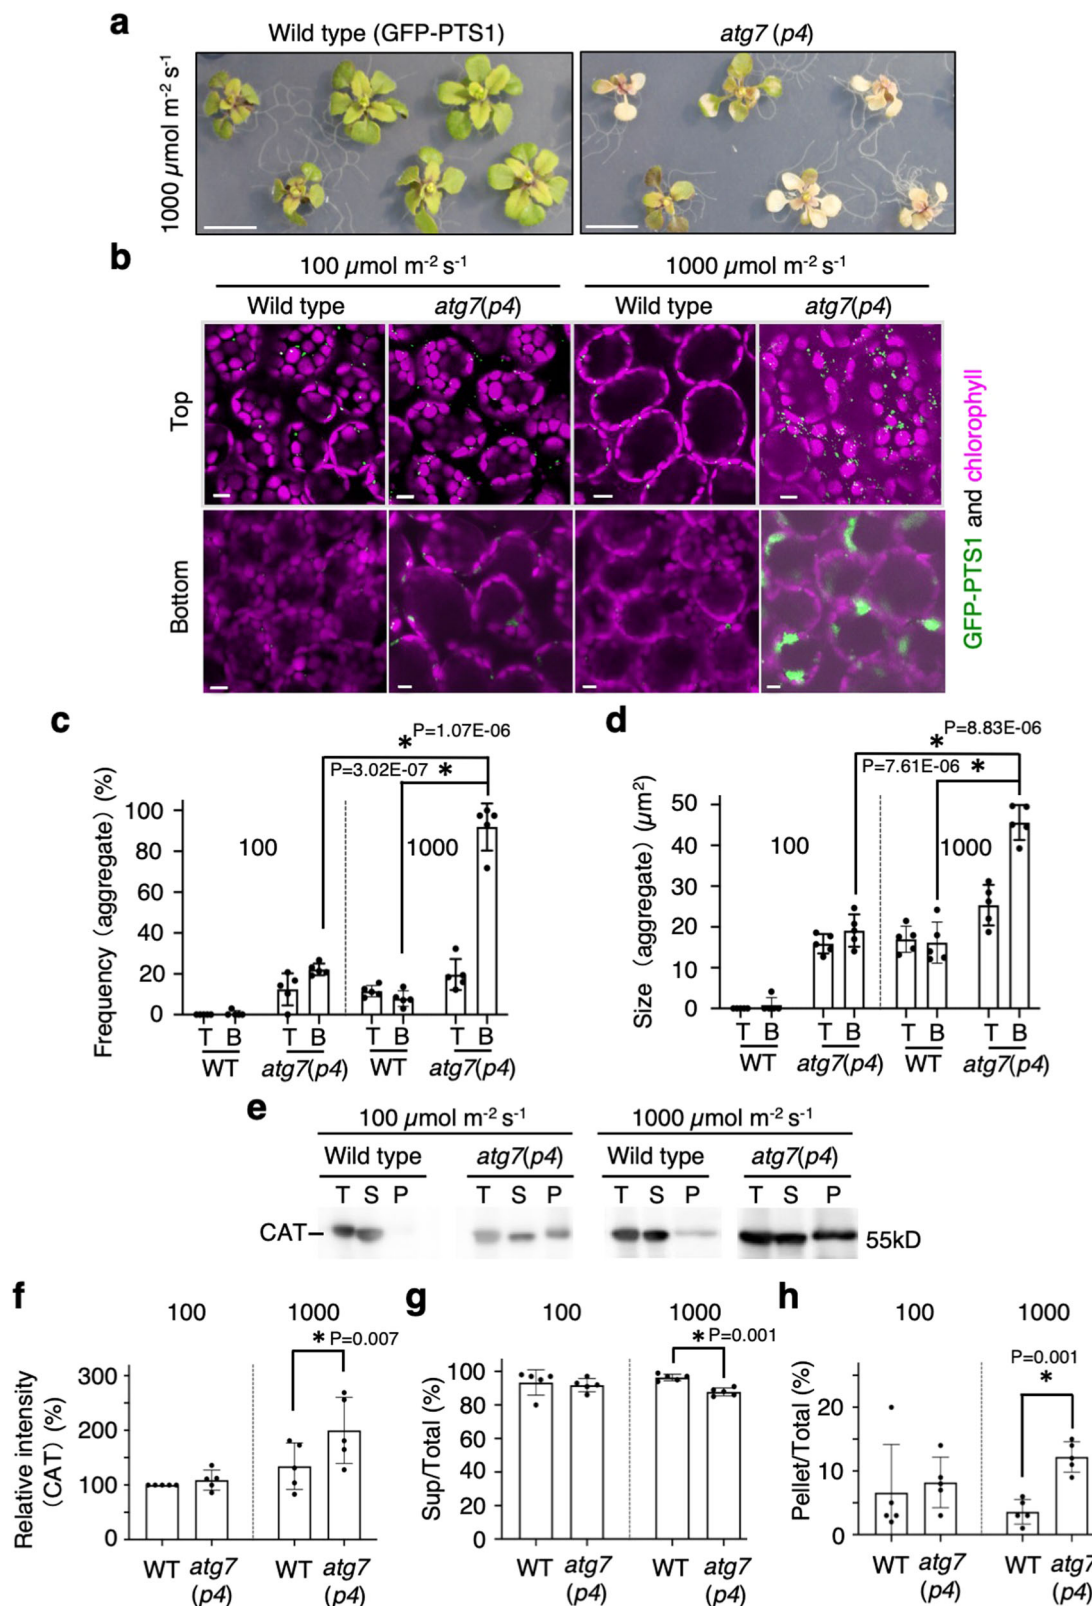 a
Wild type (GFP-PTS1)
atg7 (p4)
1000 µmol m-2 s-1
b
100 µmol m-2 s-1
1000 µmol m-2 s-1
Wild type
atg7(p4)
Wild type
atg7(p4)
Top
Bottom
GFP-PTS1 and chlorophyll
c
Frequency (aggregate) (%)
100
80
60
40
20
0
100
1000
* P=1.07E-06
P=3.02E-07 *
T B T B T B T B
WT atg7(p4) WT atg7(p4)
d
Size (aggregate) (µm2)
50
40
30
20
10
0
100
1000
* P=8.83E-06
P=7.61E-06 *
T B T B T B T B
WT atg7(p4) WT atg7(p4)
e
100 µmol m-2 s-1
1000 µmol m-2 s-1
Wild type
atg7(p4)
Wild type
atg7(p4)
T S P T S P T S P T S P
CAT–
55kD
f
100 1000
* P=0.007
Relative intensity
(CAT) (%)
300
200
100
0
WT atg7 WT atg7
(p4) (p4)
g
100 1000
* P=0.001
Sup/Total (%)
100
80
60
40
20
0
WT atg7 WT atg7
(p4) (p4)
h
100 1000
P=0.001
*
Pellet/Total (%)
20
10
0
WT atg7 WT atg7
(p4) (p4)